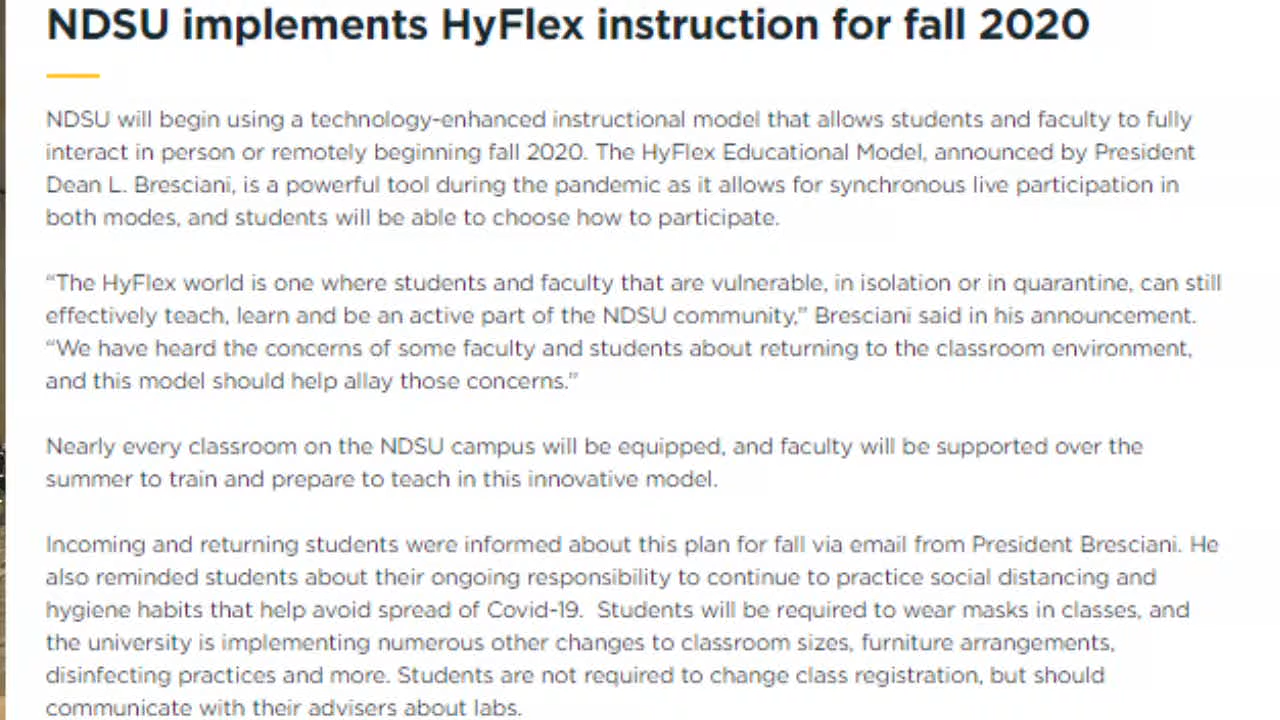 NDSU implements HyFlex instruction for fall 2020
NDSU will begin using a technology-enhanced instructional model that allows students and faculty to fully
interact in person or remotely beginning fall 2020. The HyFlex Educational Model, announced by President
Dean L. Bresciani, is a powerful tool during the pandemic as it allows for synchronous live participation in
both modes, and students will be able to choose how to participate.
“The HyFlex world is one where students and faculty that are vulnerable, in isolation or in quarantine, can still
effectively teach, learn and be an active part of the NDSU community,” Bresciani said in his announcement.
“We have heard the concerns of some faculty and students about returning to the classroom environment,
and this model should help allay those concerns.”
Nearly every classroom on the NDSU campus will be equipped, and faculty will be supported over the
summer to train and prepare to teach in this innovative model.
Incoming and returning students were informed about this plan for fall via email from President Bresciani. He
also reminded students about their ongoing responsibility to continue to practice social distancing and
hygiene habits that help avoid spread of Covid-19.  Students will be required to wear masks in classes, and
the university is implementing numerous other changes to classroom sizes, furniture arrangements,
disinfecting practices and more. Students are not required to change class registration, but should
communicate with their advisers about labs.